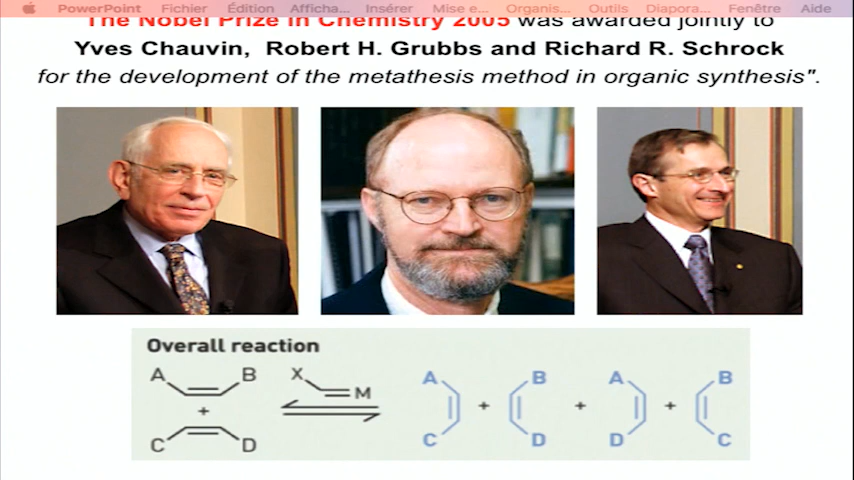 PowerPoint Fichier Édition Afficha... Insérer Mise e... Organis... Outils Diapora... Fenêtre Aide
The Nobel Prize in Chemistry 2005 was awarded jointly to
Yves Chauvin, Robert H. Grubbs and Richard R. Schrock
for the development of the metathesis method in organic synthesis".
Overall reaction
A B X M A B A B
+ + + +
C D C D D C